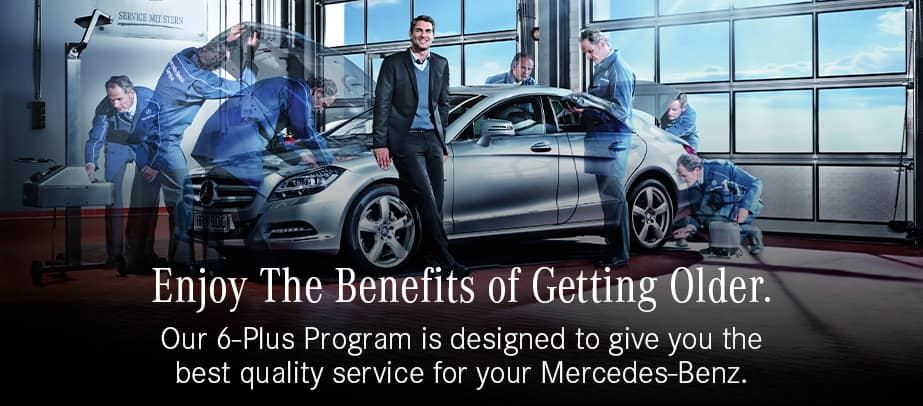 SERVICE MIT STERN
Enjoy The Benefits of Getting Older.
Our 6-Plus Program is designed to give you the
best quality service for your Mercedes-Benz.